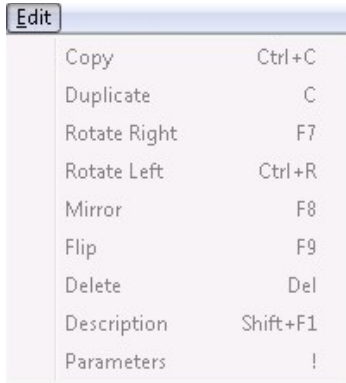 Edit
Copy Ctrl+C
Duplicate C
Rotate Right F7
Rotate Left Ctrl+R
Mirror F8
Flip F9
Delete Del
Description Shift+F1
Parameters !